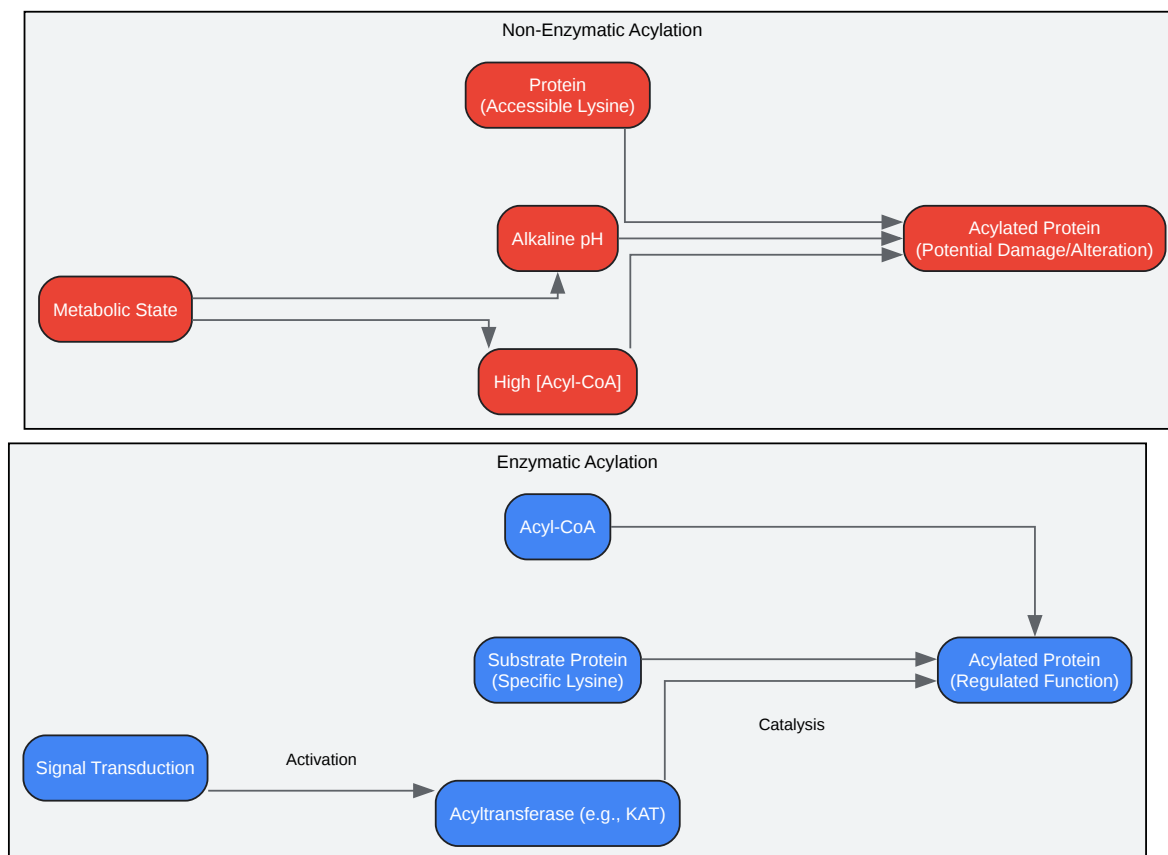 Non-Enzymatic Acylation
Protein
(Accessible Lysine)
Alkaline pH
Acylated Protein
(Potential Damage/Alteration)
Metabolic State
High [Acyl-CoA]
Enzymatic Acylation
Acyl-CoA
Substrate Protein
(Specific Lysine)
Acylated Protein
(Regulated Function)
Catalysis
Signal Transduction
Activation
Acyltransferase (e.g., KAT)